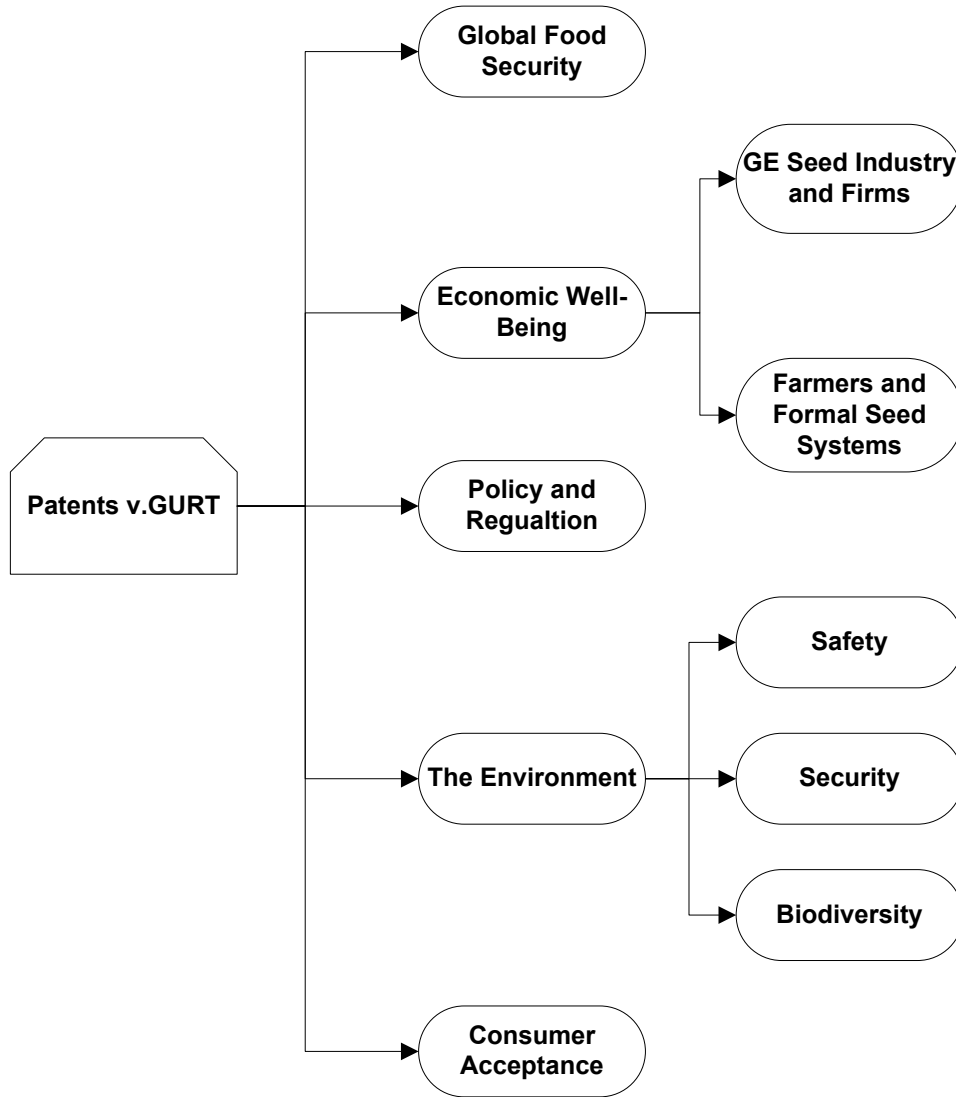 Global Food
Security
GE Seed Industry
and Firms
Economic Well-
Being
Farmers and
Formal Seed
Systems
Patents v.GURT
Policy and
Regualtion
Safety
The Environment
Security
Biodiversity
Consumer
Acceptance